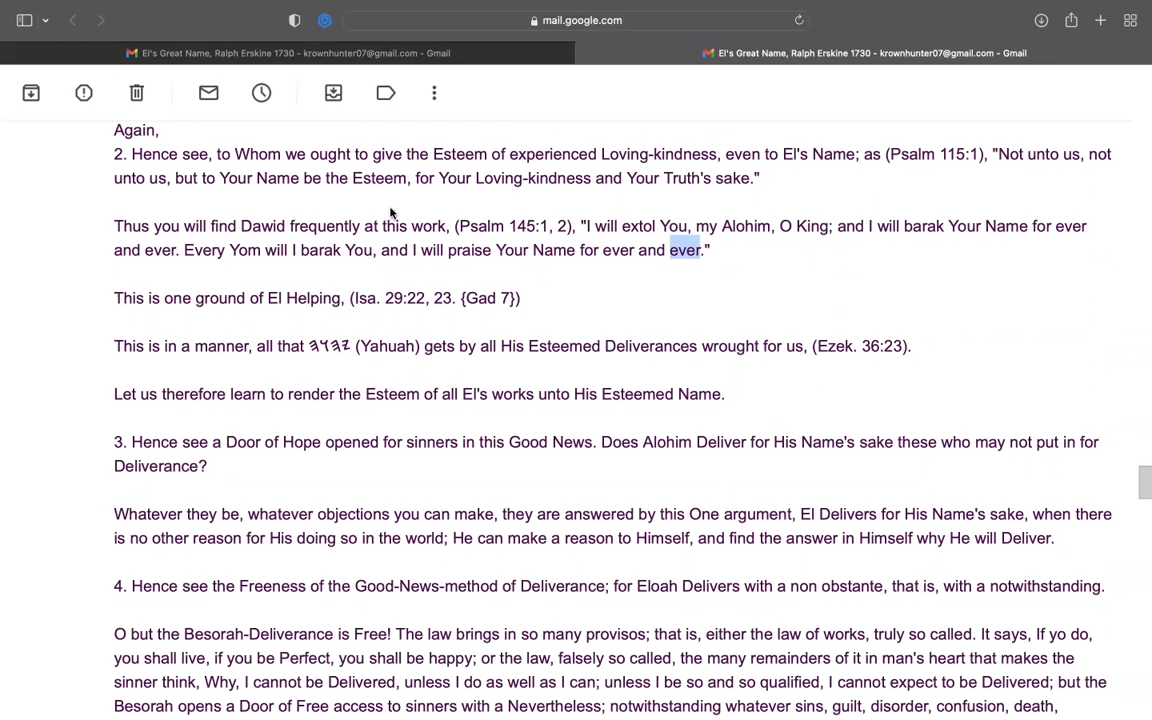 mail.google.com
El's Great Name, Ralph Erskine 1730 - krownhunter07@gmail.com - Gmail
El's Great Name, Ralph Erskine 1730 - krownhunter07@gmail.com - Gmail
Again,
2. Hence see, to Whom we ought to give the Esteem of experienced Loving-kindness, even to El's Name; as (Psalm 115:1), "Not unto us, not
unto us, but to Your Name be the Esteem, for Your Loving-kindness and Your Truth's sake."
Thus you will find Dawid frequently at this work, (Psalm 145:1, 2), "I will extol You, my Alohim, O King; and I will barak Your Name for ever
and ever. Every Yom will I barak You, and I will praise Your Name for ever and ever."
This is one ground of El Helping, (Isa. 29:22, 23. {Gad 7})
This is in a manner, all that 𐤄𐤅𐤄𐤉 (Yahuah) gets by all His Esteemed Deliverances wrought for us, (Ezek. 36:23).
Let us therefore learn to render the Esteem of all El's works unto His Esteemed Name.
3. Hence see a Door of Hope opened for sinners in this Good News. Does Alohim Deliver for His Name's sake these who may not put in for
Deliverance?
Whatever they be, whatever objections you can make, they are answered by this One argument, El Delivers for His Name's sake, when there
is no other reason for His doing so in the world; He can make a reason to Himself, and find the answer in Himself why He will Deliver.
4. Hence see the Freeness of the Good-News-method of Deliverance; for Eloah Delivers with a non obstante, that is, with a notwithstanding.
O but the Besorah-Deliverance is Free! The law brings in so many provisos; that is, either the law of works, truly so called. It says, If yo do,
you shall live, if you be Perfect, you shall be happy; or the law, falsely so called, the many remainders of it in man's heart that makes the
sinner think, Why, I cannot be Delivered, unless I do as well as I can; unless I be so and so qualified, I cannot expect to be Delivered; but the
Besorah opens a Door of Free access to sinners with a Nevertheless; notwithstanding whatever sins, guilt, disorder, confusion, death,